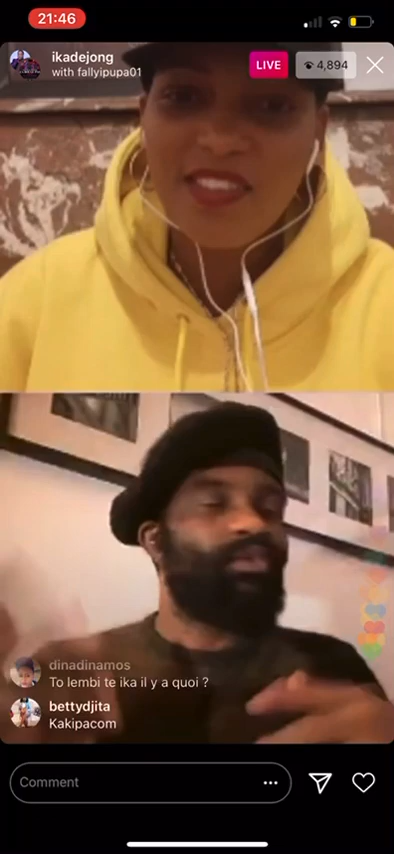 21:46
ikadejong
with fallyipupa01
LIVE
4,894
dinadinamos
To lembi te ika il y a quoi ?
bettydjita
Kakipacom
Comment